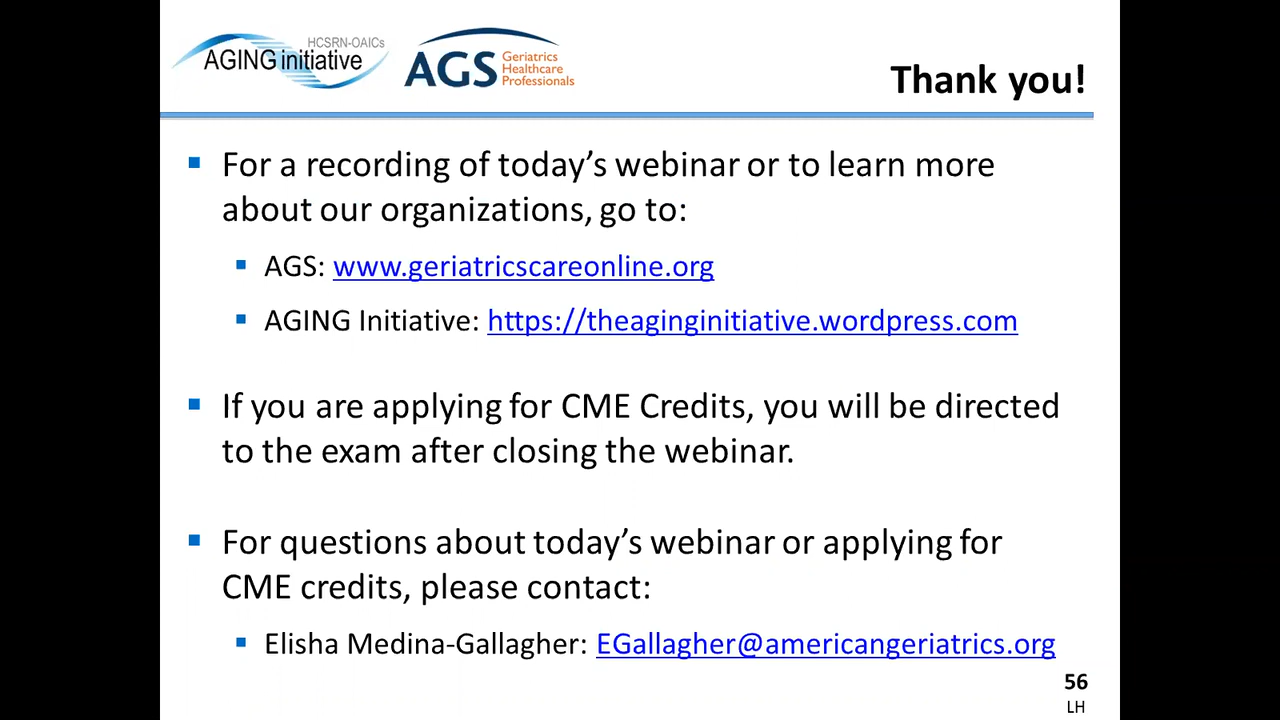 HCSRN-OAICs
AGING initiative
AGS
Geriatrics
Healthcare
Professionals
Thank you!
For a recording of today’s webinar or to learn more
about our organizations, go to:
AGS: www.geriatricscareonline.org
AGING Initiative: https://theaginginitiative.wordpress.com
If you are applying for CME Credits, you will be directed
to the exam after closing the webinar.
For questions about today’s webinar or applying for
CME credits, please contact:
Elisha Medina-Gallagher: EGallagher@americangeriatrics.org
56
LH